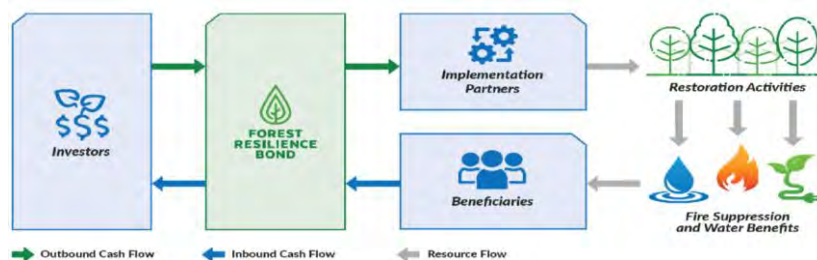 Investors
FOREST
RESILIENCE
BOND
Implementation
Partners
Restoration Activities
Beneficiaries
Fire Suppression
and Water Benefits
Outbound Cash Flow
Inbound Cash Flow
Resource Flow